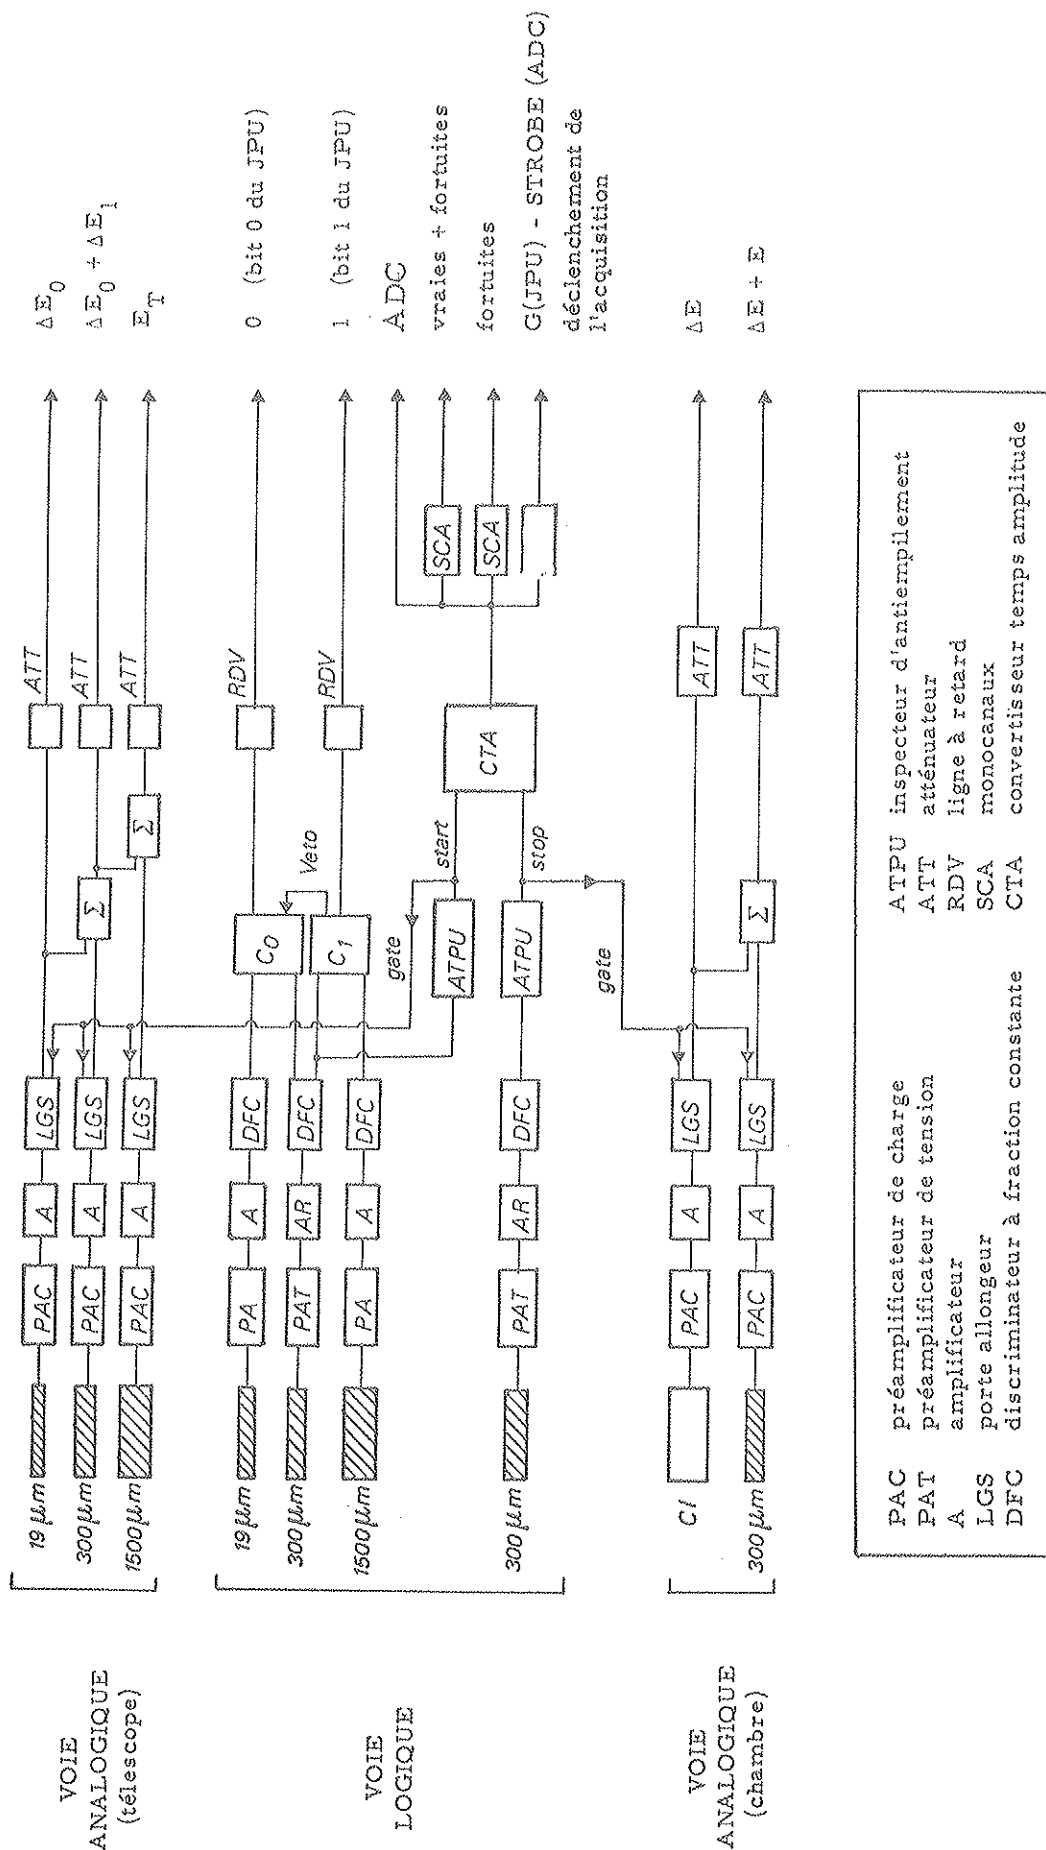 VOIE
ANALOGIQUE
(télescope)
19 µm PAC A LGS ATT ΔE0
300 µm PAC A LGS Σ ATT ΔE0 + ΔE1
1500 µm PAC A LGS Σ ATT ET
VOIE
LOGIQUE
19 µm PA A DFC C0 RDV 0 (bit 0 du JPU)
Veto
300 µm PAT AR DFC
1500 µm PA A DFC C1 RDV 1 (bit 1 du JPU)
gate
ATPU start
ADC
CTA
SCA vraies + fortuites
SCA fortuites
300 µm PAT AR DFC ATPU stop
G(JPU) - STROBE (ADC)
déclenchement de
l'acquisition
gate
VOIE
ANALOGIQUE
(chambre)
CI PAC A LGS ATT ΔE
300 µm PAC A LGS Σ ATT ΔE + E
PAC préamplificateur de charge
PAT préamplificateur de tension
A amplificateur
LGS porte allongeur
DFC discriminateur à fraction constante
ATPU inspecteur d'antiempilement
ATT atténuateur
RDV ligne à retard
SCA monocanaux
CTA convertisseur temps amplitude